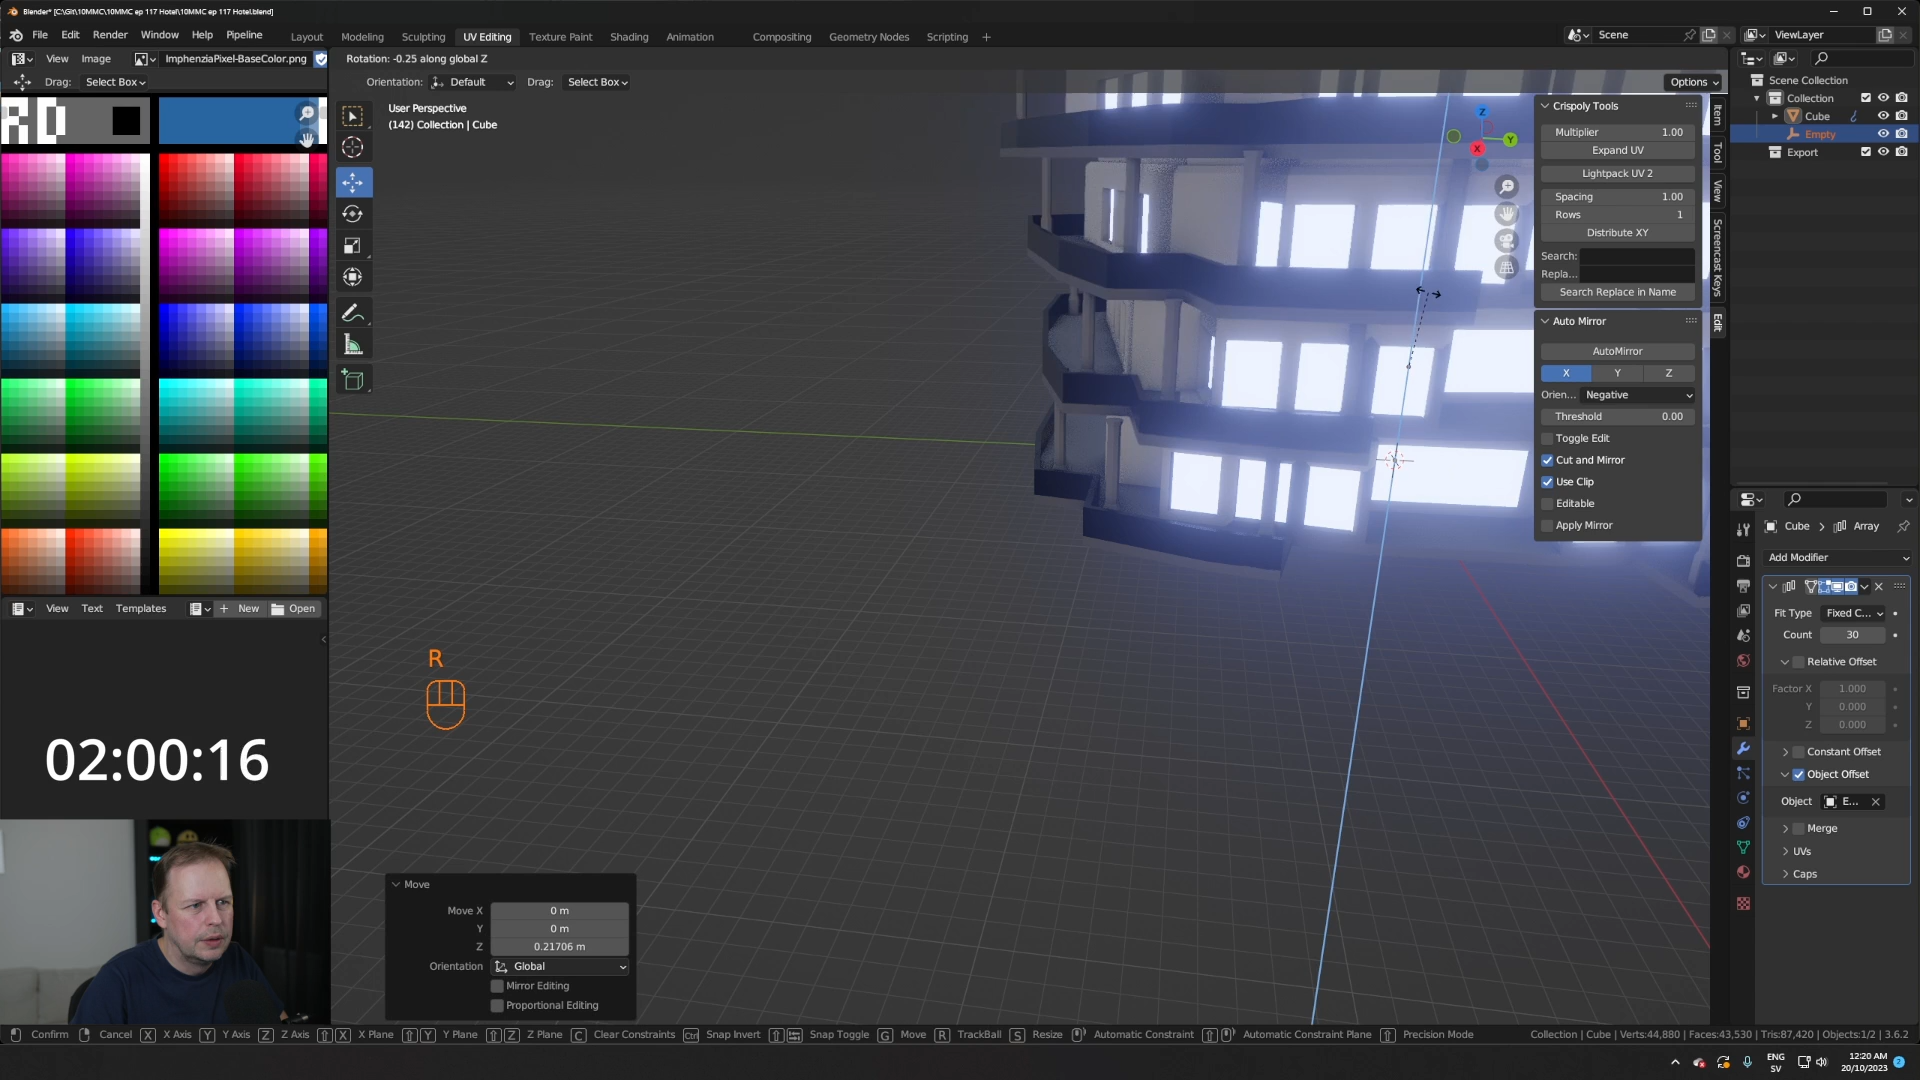 Blender* [C:\Git\10MMC\10MMC ep 117 Hotel\10MMC ep 117 Hotel.blend]
File Edit Render Window Help Pipeline
Layout Modeling Sculpting UV Editing Texture Paint Shading Animation Compositing Geometry Nodes Scripting
Scene
ViewLayer
View Image ImphenziaPixel-BaseColor.png
Drag: Select Box
Rotation: -0.25 along global Z
Orientation: Default Drag: Select Box
Options
User Perspective
(142) Collection | Cube
Z
Y
X
Crispoly Tools
Multiplier 1.00
Expand UV
Lightpack UV 2
Spacing 1.00
Rows 1
Distribute XY
Search:
Repla...
Search Replace in Name
Auto Mirror
AutoMirror
X Y Z
Orien... Negative
Threshold 0.00
Toggle Edit
Cut and Mirror
Use Clip
Editable
Apply Mirror
Item
Tool
View
Screencast Keys
Edit
Scene Collection
Collection
Cube
Empty
Export
Cube > Array
Add Modifier
Fit Type Fixed C...
Count 30
Relative Offset
Factor X 1.000
Y 0.000
Z 0.000
Constant Offset
Object Offset
Object E...
Merge
UVs
Caps
View Text Templates New Open
02:00:16
R
Move
Move X 0 m
Y 0 m
Z 0.21706 m
Orientation Global
Mirror Editing
Proportional Editing
Confirm Cancel X X Axis Y Y Axis Z Z Axis X X Plane Y Y Plane Z Z Plane C Clear Constraints Ctrl Snap Invert Snap Toggle G Move R TrackBall S Resize Automatic Constraint Automatic Constraint Plane Precision Mode Collection | Cube | Verts:44,880 | Faces:43,530 | Tris:87,420 | Objects:1/2 | 3.6.2
ENG
SV
12:20 AM
20/10/2023
2